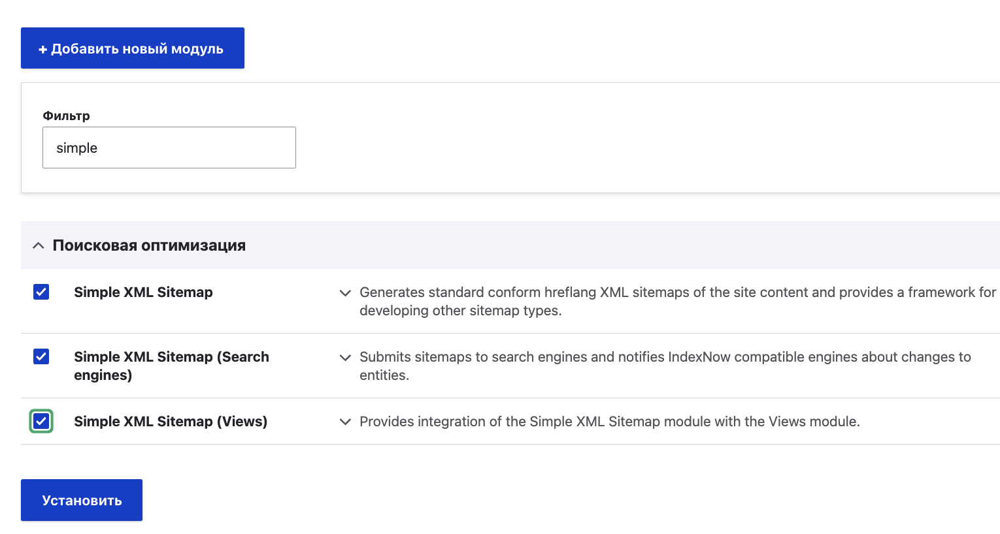 + Добавить новый модуль
Фильтр
simple
Поисковая оптимизация
Simple XML Sitemap
Generates standard conform hreflang XML sitemaps of the site content and provides a framework for
developing other sitemap types.
Simple XML Sitemap (Search
engines)
Submits sitemaps to search engines and notifies IndexNow compatible engines about changes to
entities.
Simple XML Sitemap (Views)
Provides integration of the Simple XML Sitemap module with the Views module.
Установить